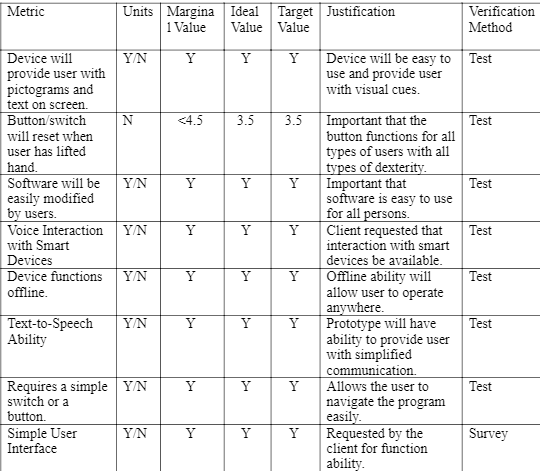 Metric Units Margina Ideal Target Justification Verification
l Value Value Value Method
Device will Y/N Y Y Y Device will be easy to Test
provide user with use and provide user
pictograms and with visual cues.
text on screen.
Button/switch N <4.5 3.5 3.5 Important that the Test
will reset when button functions for all
user has lifted types of users with all
hand. types of dexterity.
Software will be Y/N Y Y Y Important that Test
easily modified software is easy to use
by users. for all persons.
Voice Interaction Y/N Y Y Y Client requested that Test
with Smart interaction with smart
Devices devices be available.
Device functions Y/N Y Y Y Offline ability will Test
offline. allow user to operate
anywhere.
Text-to-Speech Y/N Y Y Y Prototype will have Test
Ability ability to provide user
with simplified
communication.
Requires a simple Y/N Y Y Y Allows the user to Test
switch or a navigate the program
button. easily.
Simple User Y/N Y Y Y Requested by the Survey
Interface client for function
ability.